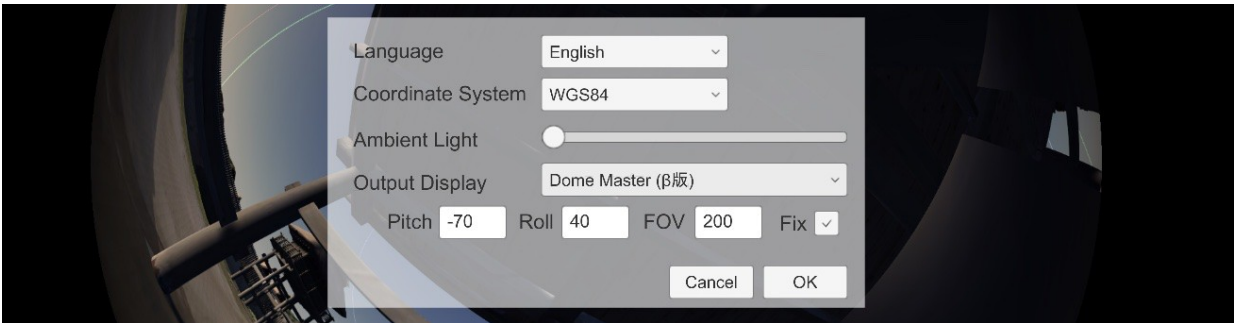 Language English
Coordinate System WGS84
Ambient Light
Output Display Dome Master (β版)
Pitch -70 Roll 40 FOV 200 Fix
Cancel OK